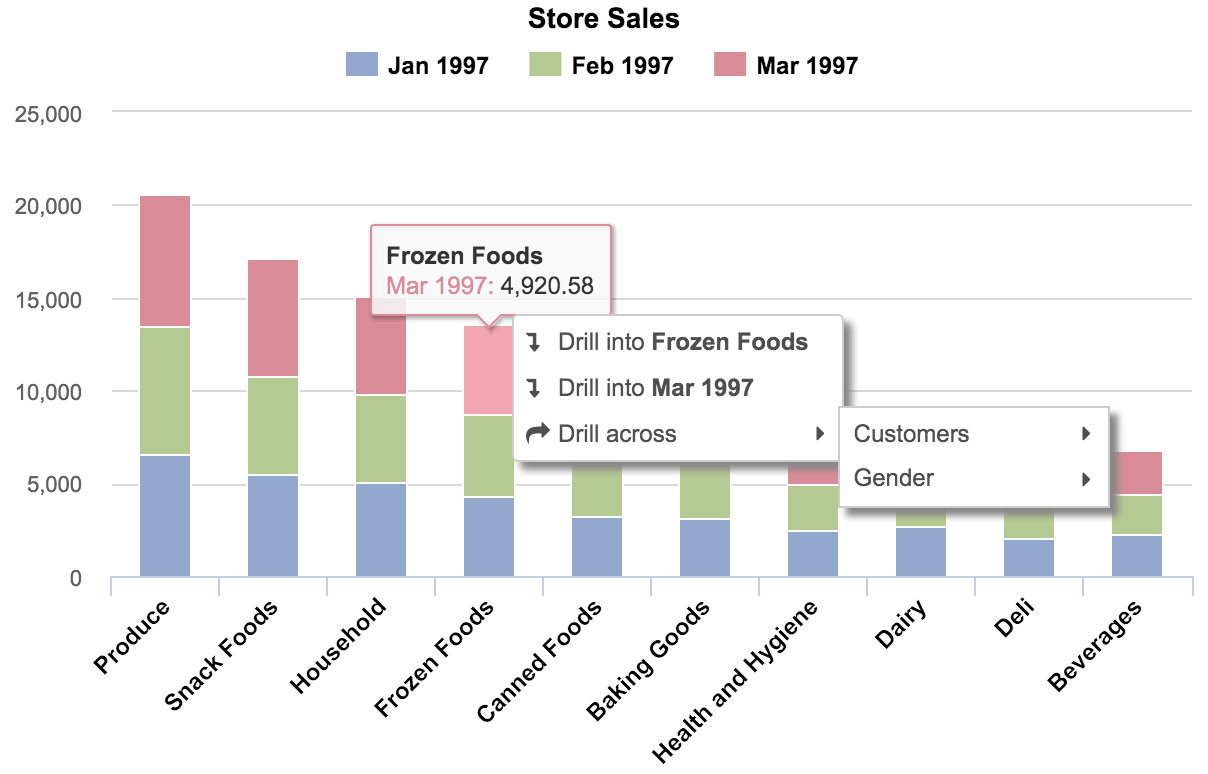 Store Sales
Jan 1997 Feb 1997 Mar 1997
25,000
20,000
15,000
10,000
5,000
0
Frozen Foods
Mar 1997: 4,920.58
Drill into Frozen Foods
Drill into Mar 1997
Drill across
Customers
Gender
Produce
Snack Foods
Household
Frozen Foods
Canned Foods
Baking Goods
Health and Hygiene
Dairy
Deli
Beverages